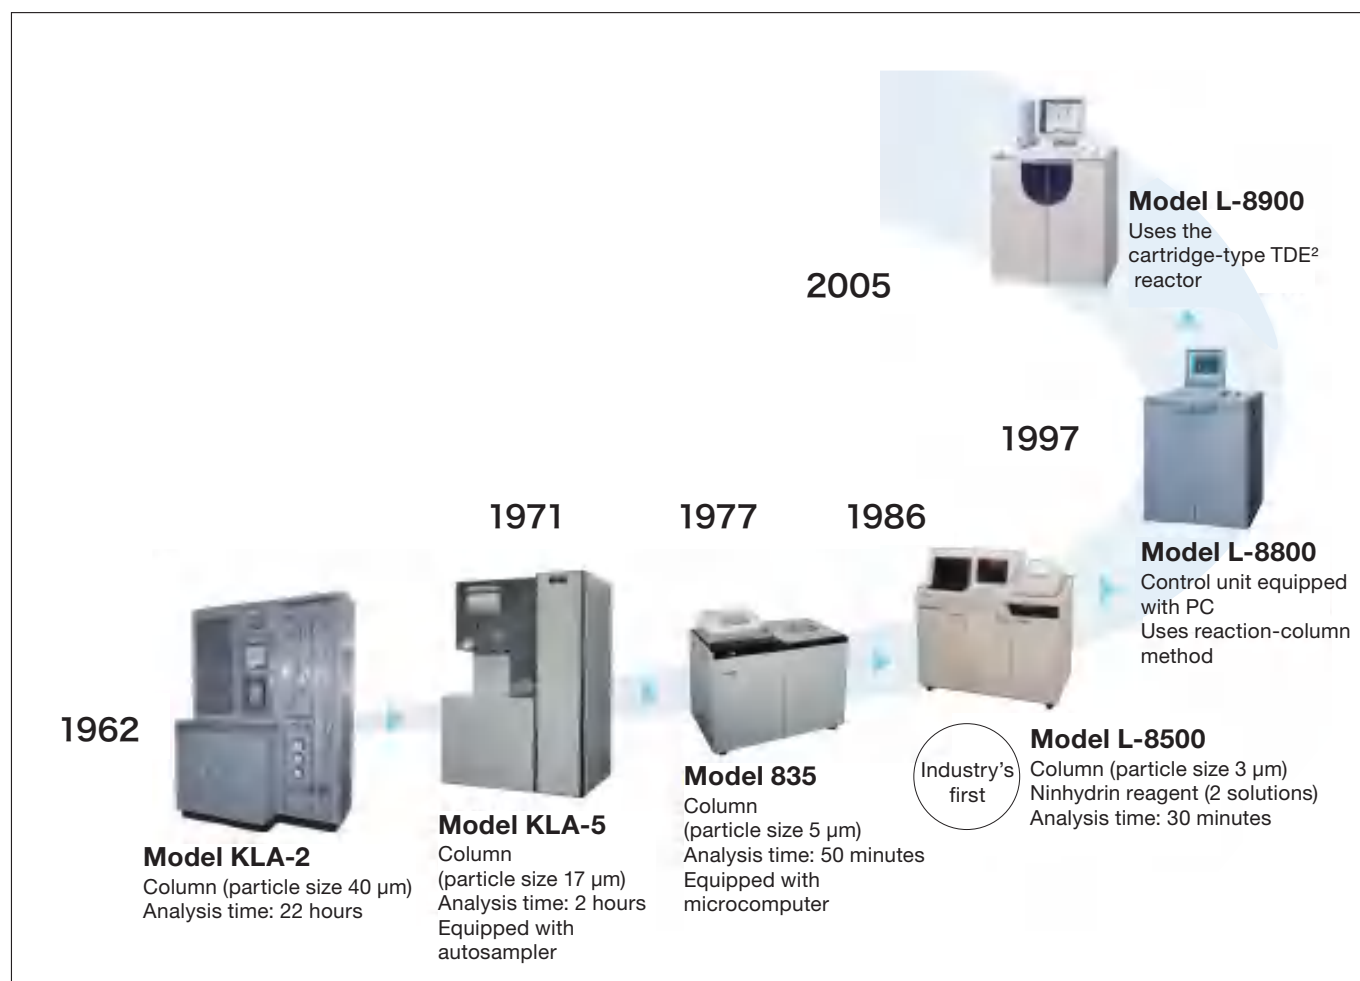 1962
Model KLA-2
Column (particle size 40 µm)
Analysis time: 22 hours
1971
Model KLA-5
Column
(particle size 17 µm)
Analysis time: 2 hours
Equipped with
autosampler
1977
Model 835
Column
(particle size 5 µm)
Analysis time: 50 minutes
Equipped with
microcomputer
1986
Industry's
first
Model L-8500
Column (particle size 3 µm)
Ninhydrin reagent (2 solutions)
Analysis time: 30 minutes
1997
Model L-8800
Control unit equipped
with PC
Uses reaction-column
method
2005
Model L-8900
Uses the
cartridge-type TDE²
reactor